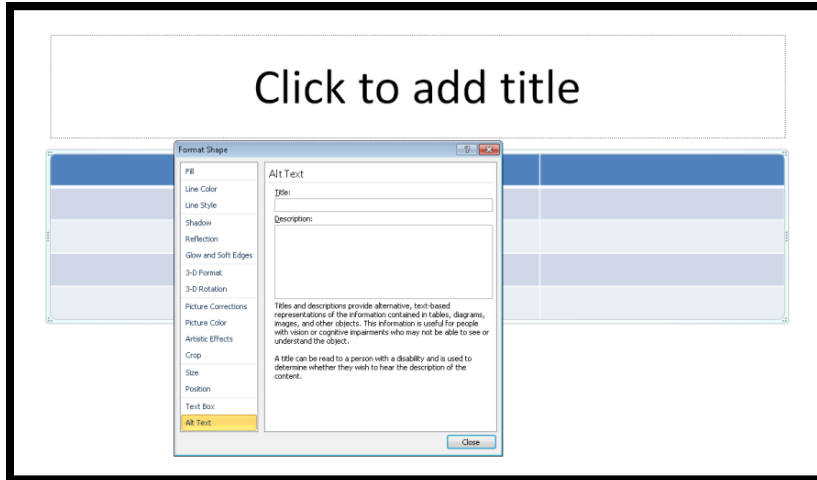 Click to add title
Format Shape
Fill
Line Color
Line Style
Shadow
Reflection
Glow and Soft Edges
3-D Format
3-D Rotation
Picture Corrections
Picture Color
Artistic Effects
Crop
Size
Position
Text Box
Alt Text
Alt Text
Title:
Description:
Titles and descriptions provide alternative, text-based
representations of the information contained in tables, diagrams,
images, and other objects. This information is useful for people
with vision or cognitive impairments who may not be able to see or
understand the object.
A title can be read to a person with a disability and is used to
determine whether they wish to hear the description of the
content.
Close